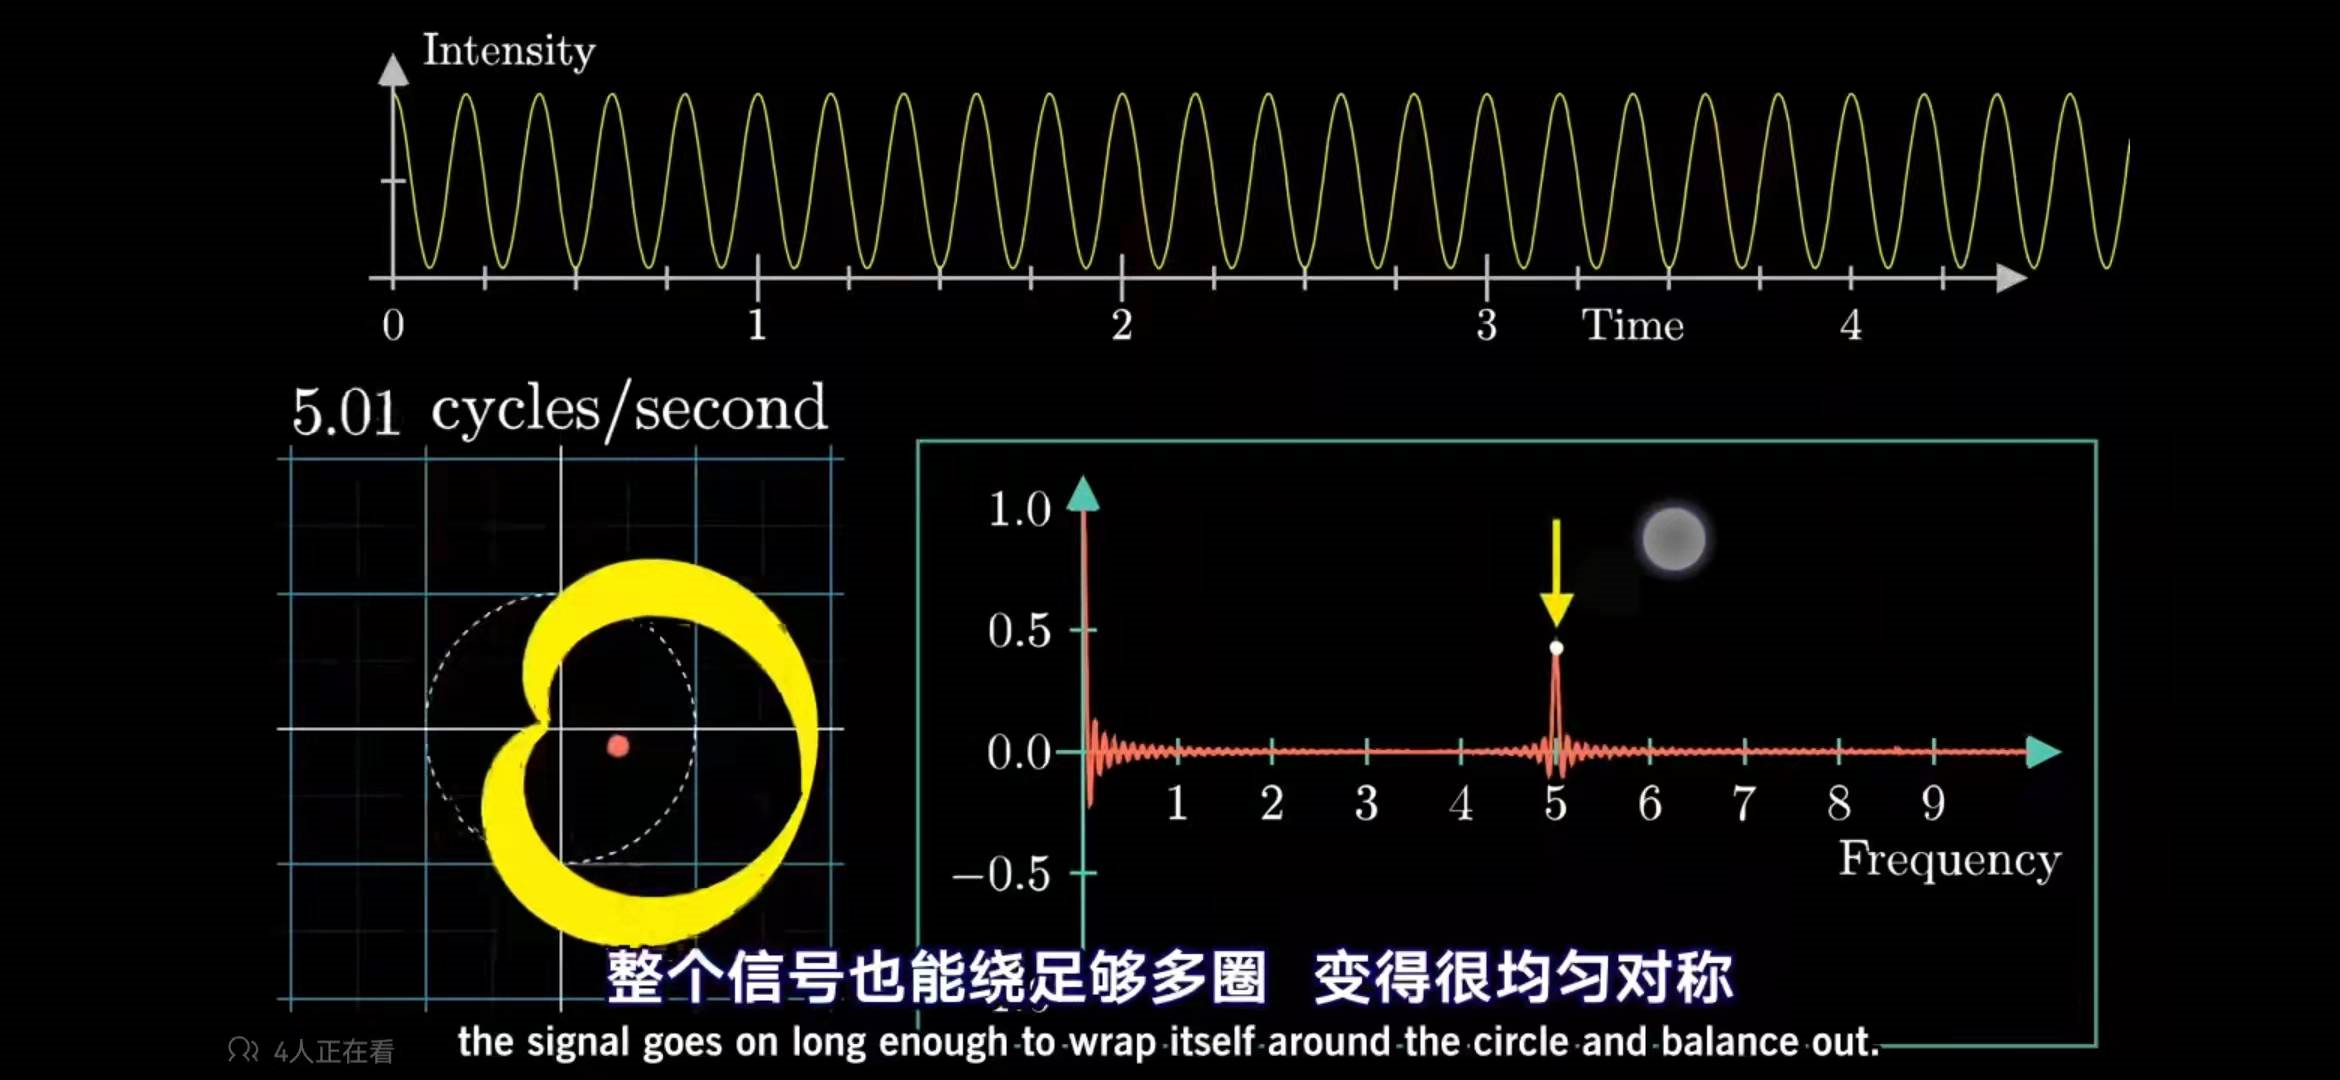 Intensity
0 1 2 3 Time 4
5.01 cycles/second
1.0
0.5
0.0
1 2 3 4 5 6 7 8 9
Frequency
−0.5
整个信号也能绕足够多圈 变得很均匀对称
the signal goes on long enough to wrap itself around the circle and balance out.
4人正在看